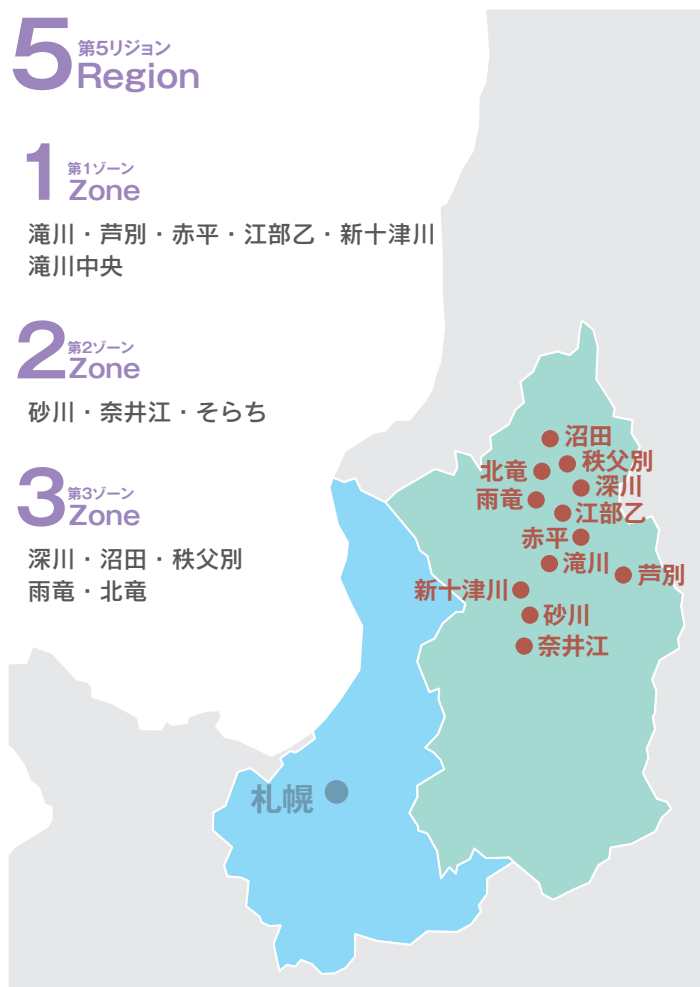 5 第5リジョン
Region
1 第1ゾーン
Zone
滝川・芦別・赤平・江部乙・新十津川
滝川中央
2 第2ゾーン
Zone
砂川・奈井江・そらち
3 第3ゾーン
Zone
深川・沼田・秩父別
雨竜・北竜
沼田
秩父別
北竜
深川
雨竜
江部乙
赤平
滝川
芦別
新十津川
砂川
奈井江
札幌